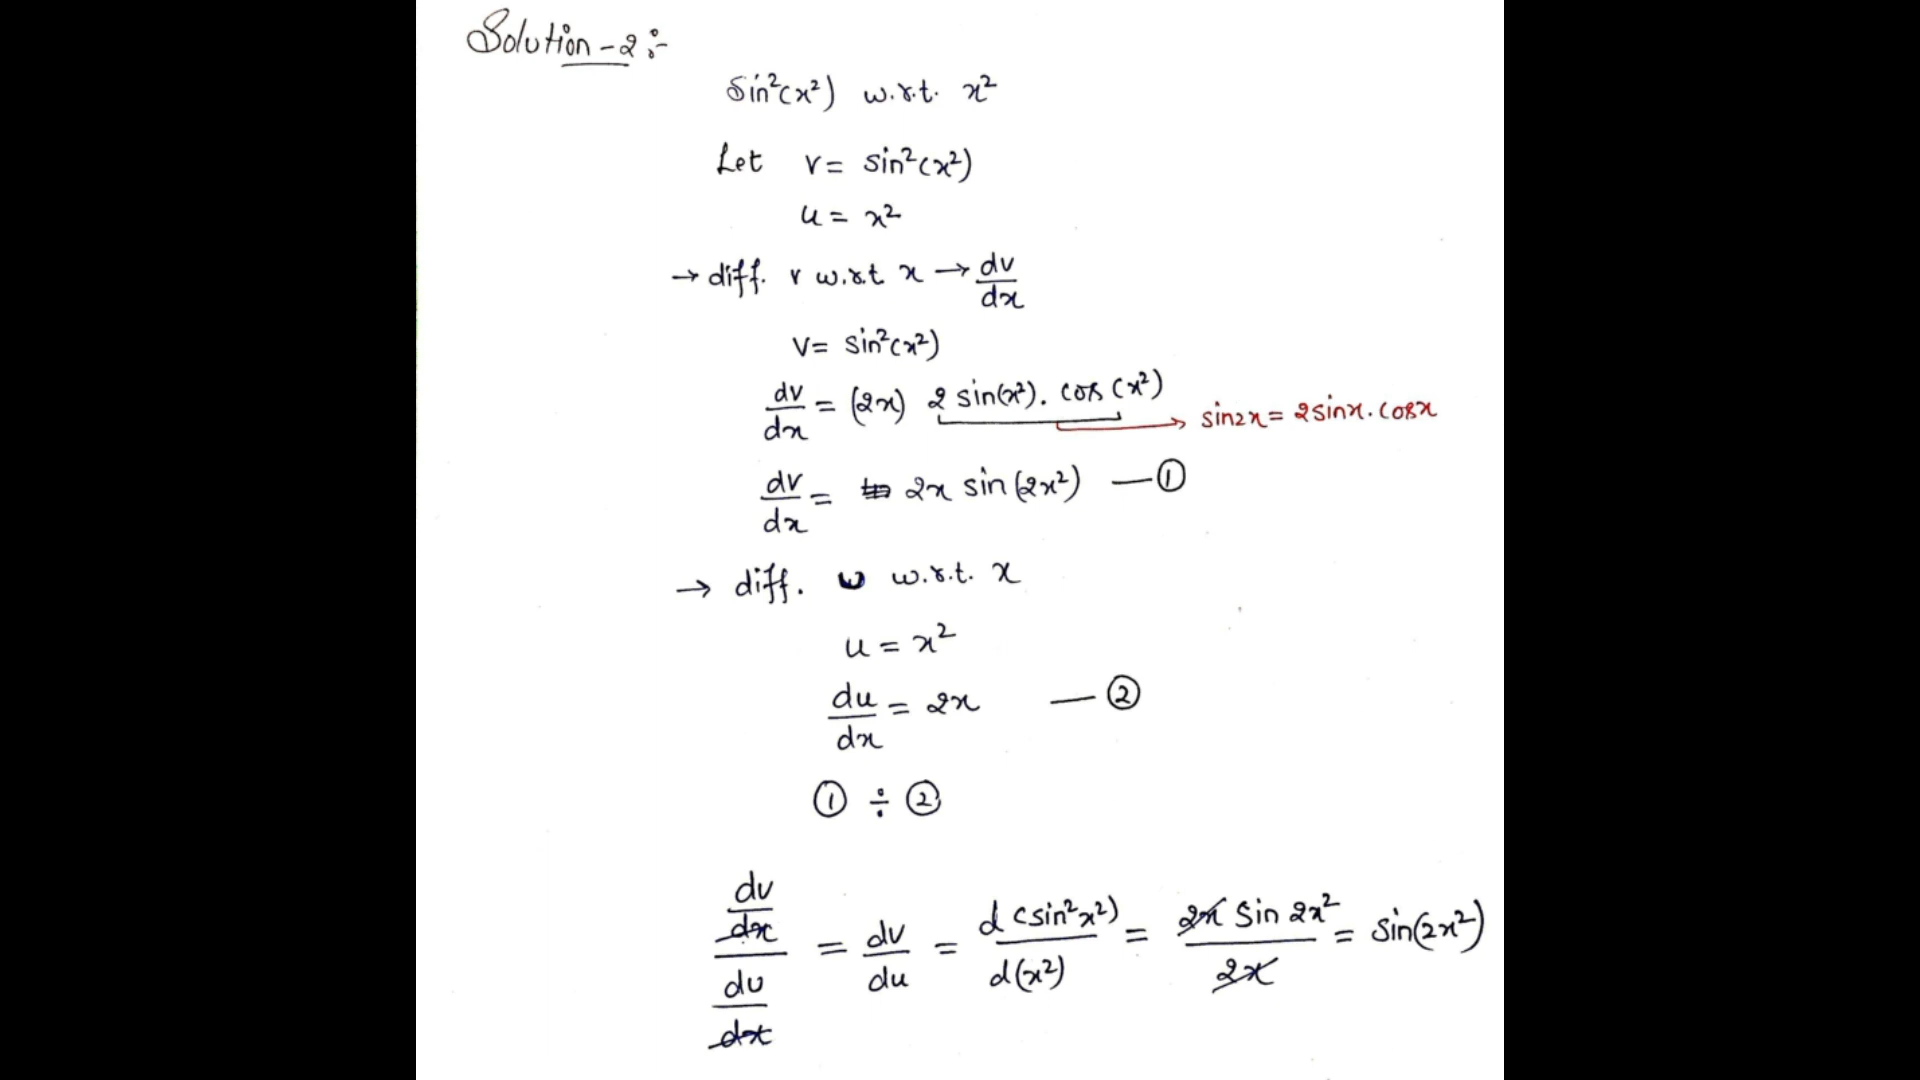 Solution-2:-
Sin²(x²) w.r.t. x²
Let v = sin²(x²)
u = x²
→ diff. v w.r.t x → dv/dx
v = sin²(x²)
dv/dx = (2x) 2 sin(x²). cos(x²) → sin2x = 2sinx.cosx
dv/dx = 2x sin(2x²) — ①
→ diff. u w.r.t. x
u = x²
du/dx = 2x — ②
① ÷ ②
(dv/dx)/(du/dx) = dv/du = d(sin²x²)/d(x²) = 2x sin 2x²/2x = sin(2x²)